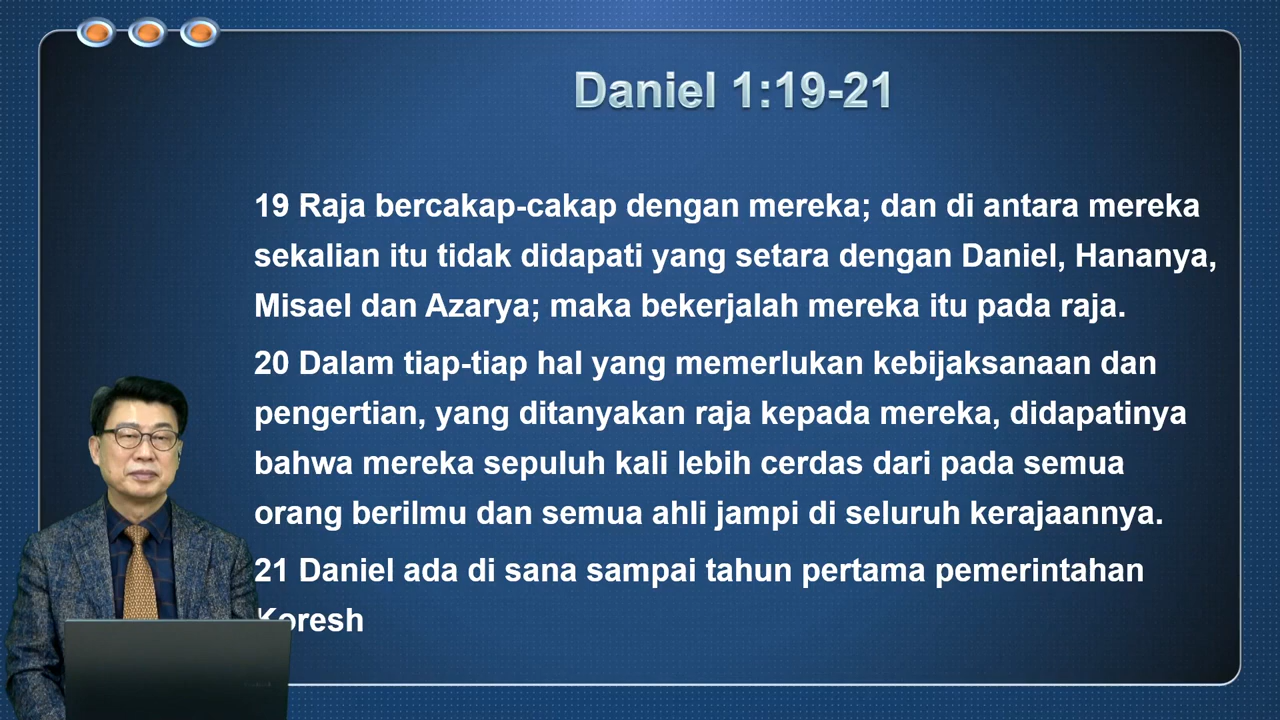 Daniel 1:19-21
19 Raja bercakap-cakap dengan mereka; dan di antara mereka
sekalian itu tidak didapati yang setara dengan Daniel, Hananya,
Misael dan Azarya; maka bekerjalah mereka itu pada raja.
20 Dalam tiap-tiap hal yang memerlukan kebijaksanaan dan
pengertian, yang ditanyakan raja kepada mereka, didapatinya
bahwa mereka sepuluh kali lebih cerdas dari pada semua
orang berilmu dan semua ahli jampi di seluruh kerajaannya.
21 Daniel ada di sana sampai tahun pertama pemerintahan
Koresh